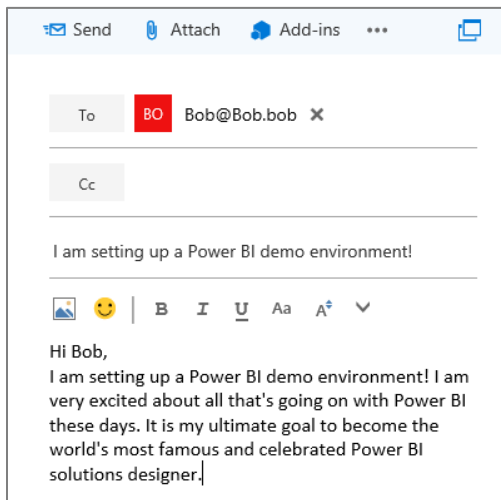 Send Attach Add-ins
To BO Bob@Bob.bob
Cc
I am setting up a Power BI demo environment!
B I U Aa A
Hi Bob,
I am setting up a Power BI demo environment! I am
very excited about all that's going on with Power BI
these days. It is my ultimate goal to become the
world's most famous and celebrated Power BI
solutions designer.